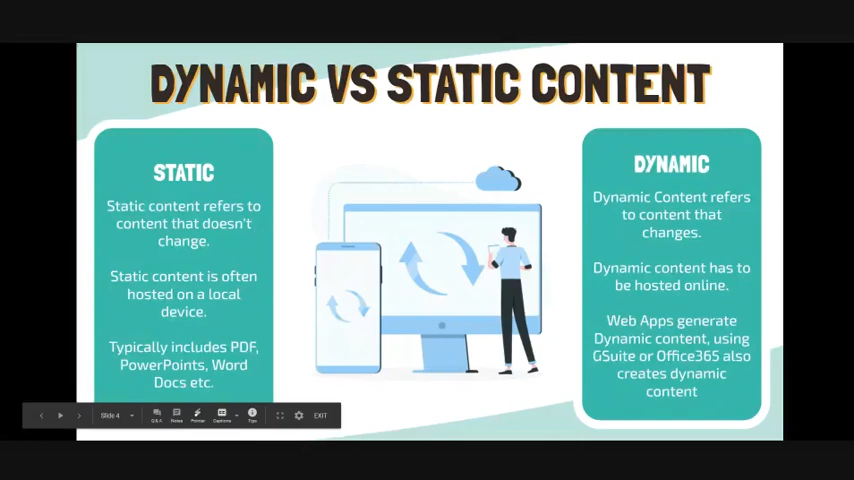 DYNAMIC VS STATIC CONTENT
STATIC
Static content refers to
content that doesn't
change.
Static content is often
hosted on a local
device.
Typically includes PDF,
PowerPoints, Word
Docs etc.
DYNAMIC
Dynamic Content refers
to content that
changes.
Dynamic content has to
be hosted online.
Web Apps generate
Dynamic content, using
GSuite or Office365 also
creates dynamic
content
Slide 4
Q&A
Notes
Pointer
Captions
Tips
EXIT